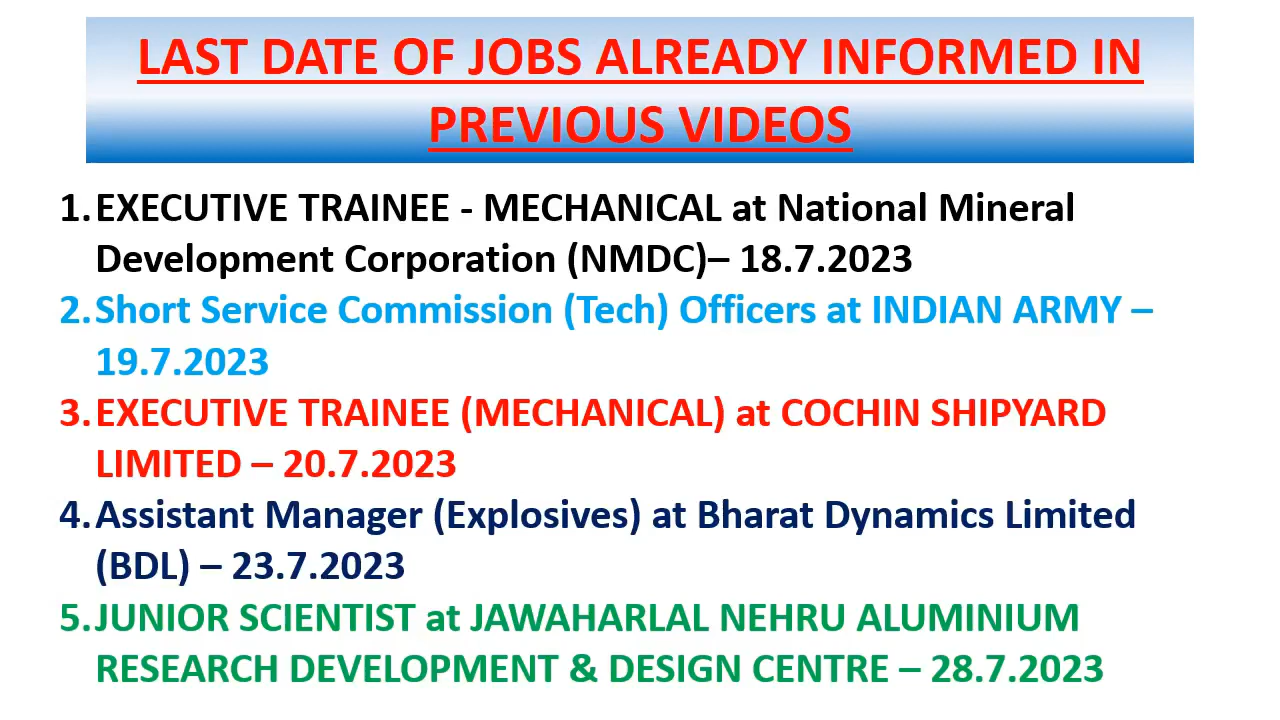 LAST DATE OF JOBS ALREADY INFORMED IN
PREVIOUS VIDEOS
1. EXECUTIVE TRAINEE - MECHANICAL at National Mineral
Development Corporation (NMDC)– 18.7.2023
2. Short Service Commission (Tech) Officers at INDIAN ARMY –
19.7.2023
3. EXECUTIVE TRAINEE (MECHANICAL) at COCHIN SHIPYARD
LIMITED – 20.7.2023
4. Assistant Manager (Explosives) at Bharat Dynamics Limited
(BDL) – 23.7.2023
5. JUNIOR SCIENTIST at JAWAHARLAL NEHRU ALUMINIUM
RESEARCH DEVELOPMENT & DESIGN CENTRE – 28.7.2023